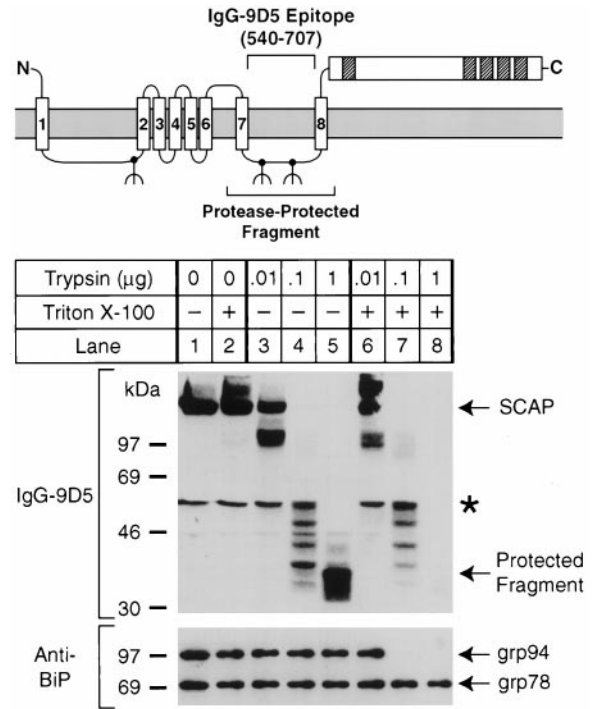 IgG-9D5 Epitope
(540-707)
N
C
1 2 3 4 5 6 7 8
Protease-Protected
Fragment
Trypsin (µg) 0 0 .01 .1 1 .01 .1 1
Triton X-100 – + – – – + + +
Lane 1 2 3 4 5 6 7 8
kDa
SCAP
97
69
*
IgG-9D5
46
Protected
Fragment
30
Anti-
BiP
97
grp94
69
grp78